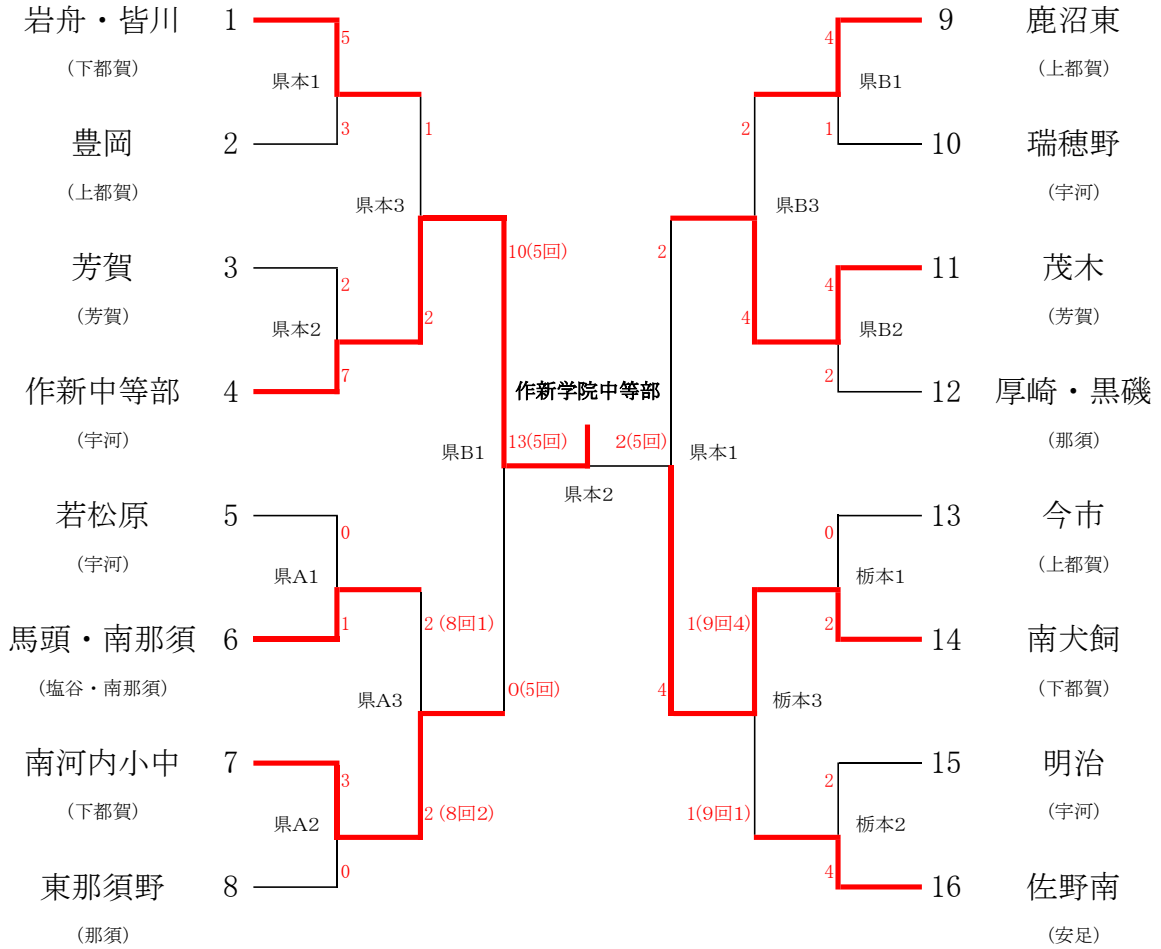 岩舟・皆川 1
(下都賀)
5
県本1
3
豊岡 2
(上都賀)
1
県本3
芳賀 3
(芳賀)
2
県本2
7
2
作新中等部 4
(宇河)
10(5回)
県B1
若松原 5
(宇河)
0
県A1
1
馬頭・南那須 6
(塩谷・南那須)
2 (8回1)
県A3
0(5回)
南河内小中 7
(下都賀)
3
県A2
0
2 (8回2)
東那須野 8
(那須)
作新学院中等部
13(5回)
2(5回)
県本2
9 鹿沼東
(上都賀)
4
県B1
1
10 瑞穂野
(宇河)
2
県B3
2
11 茂木
(芳賀)
4
県B2
4
2
12 厚崎・黒磯
(那須)
県本1
13 今市
(上都賀)
0
栃本1
2
14 南犬飼
(下都賀)
1(9回4)
4
栃本3
15 明治
(宇河)
2
栃本2
1(9回1)
4
16 佐野南
(安足)